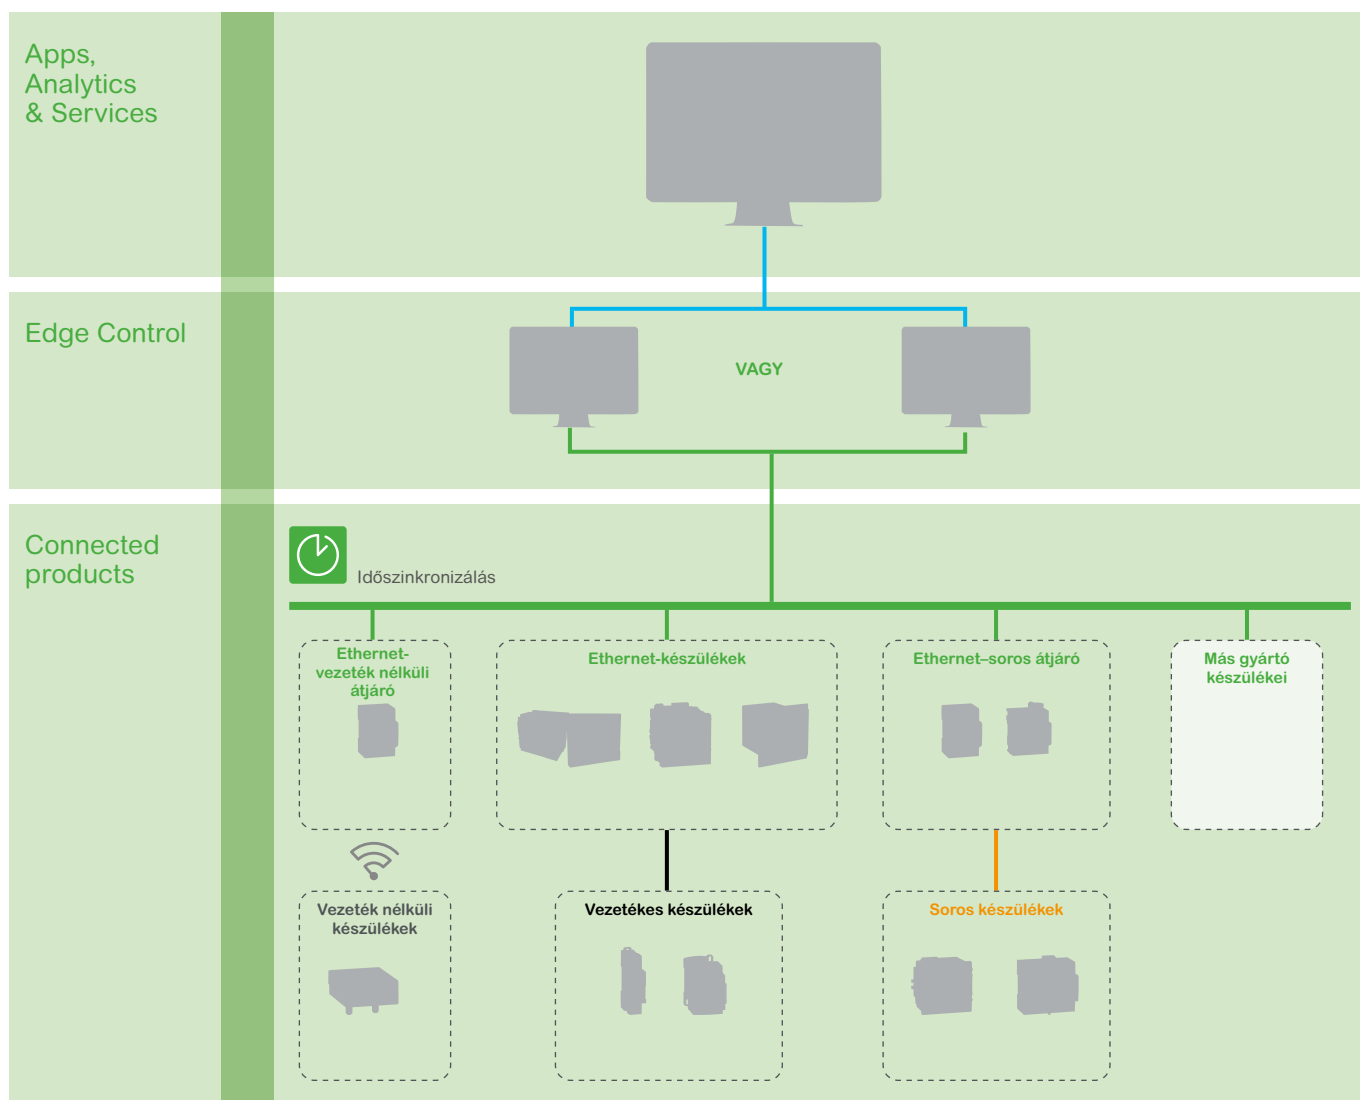 Apps,
Analytics
& Services
Edge Control
VAGY
Connected
products
Időszinkronizálás
Ethernet-
vezeték nélküli
átjáró
Ethernet-készülékek
Ethernet–soros átjáró
Más gyártó
készülékei
Vezeték nélküli
készülékek
Vezetékes készülékek
Soros készülékek